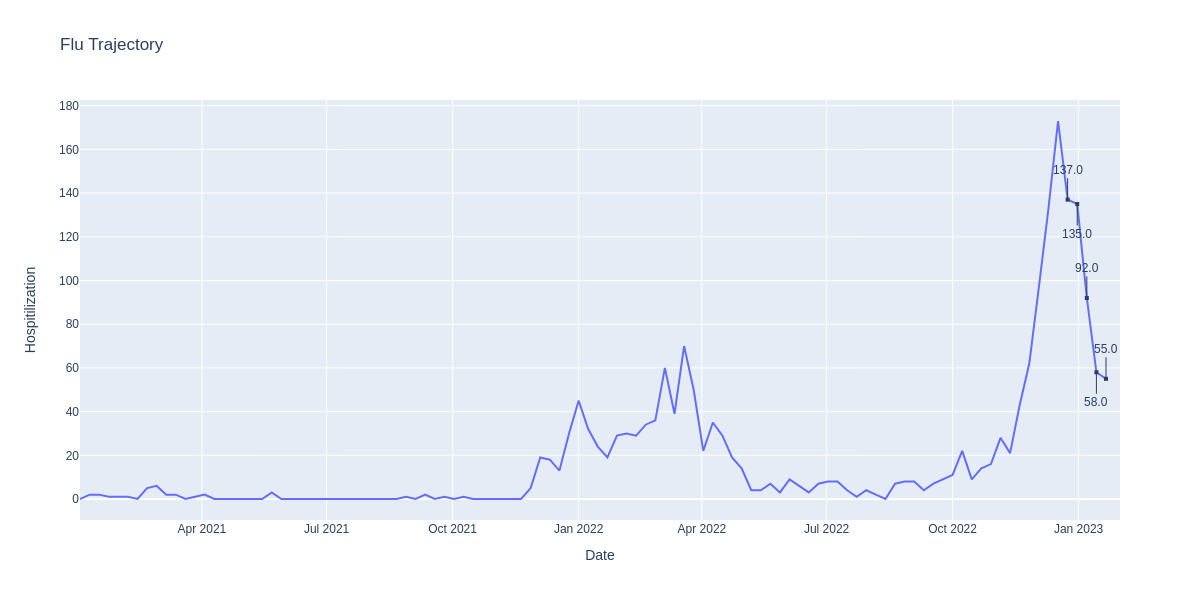 Flu Trajectory
180
160
140
120
100
80
60
40
20
0
Hospitilization
137.0
135.0
92.0
58.0
55.0
Apr 2021
Jul 2021
Oct 2021
Jan 2022
Apr 2022
Jul 2022
Oct 2022
Jan 2023
Date